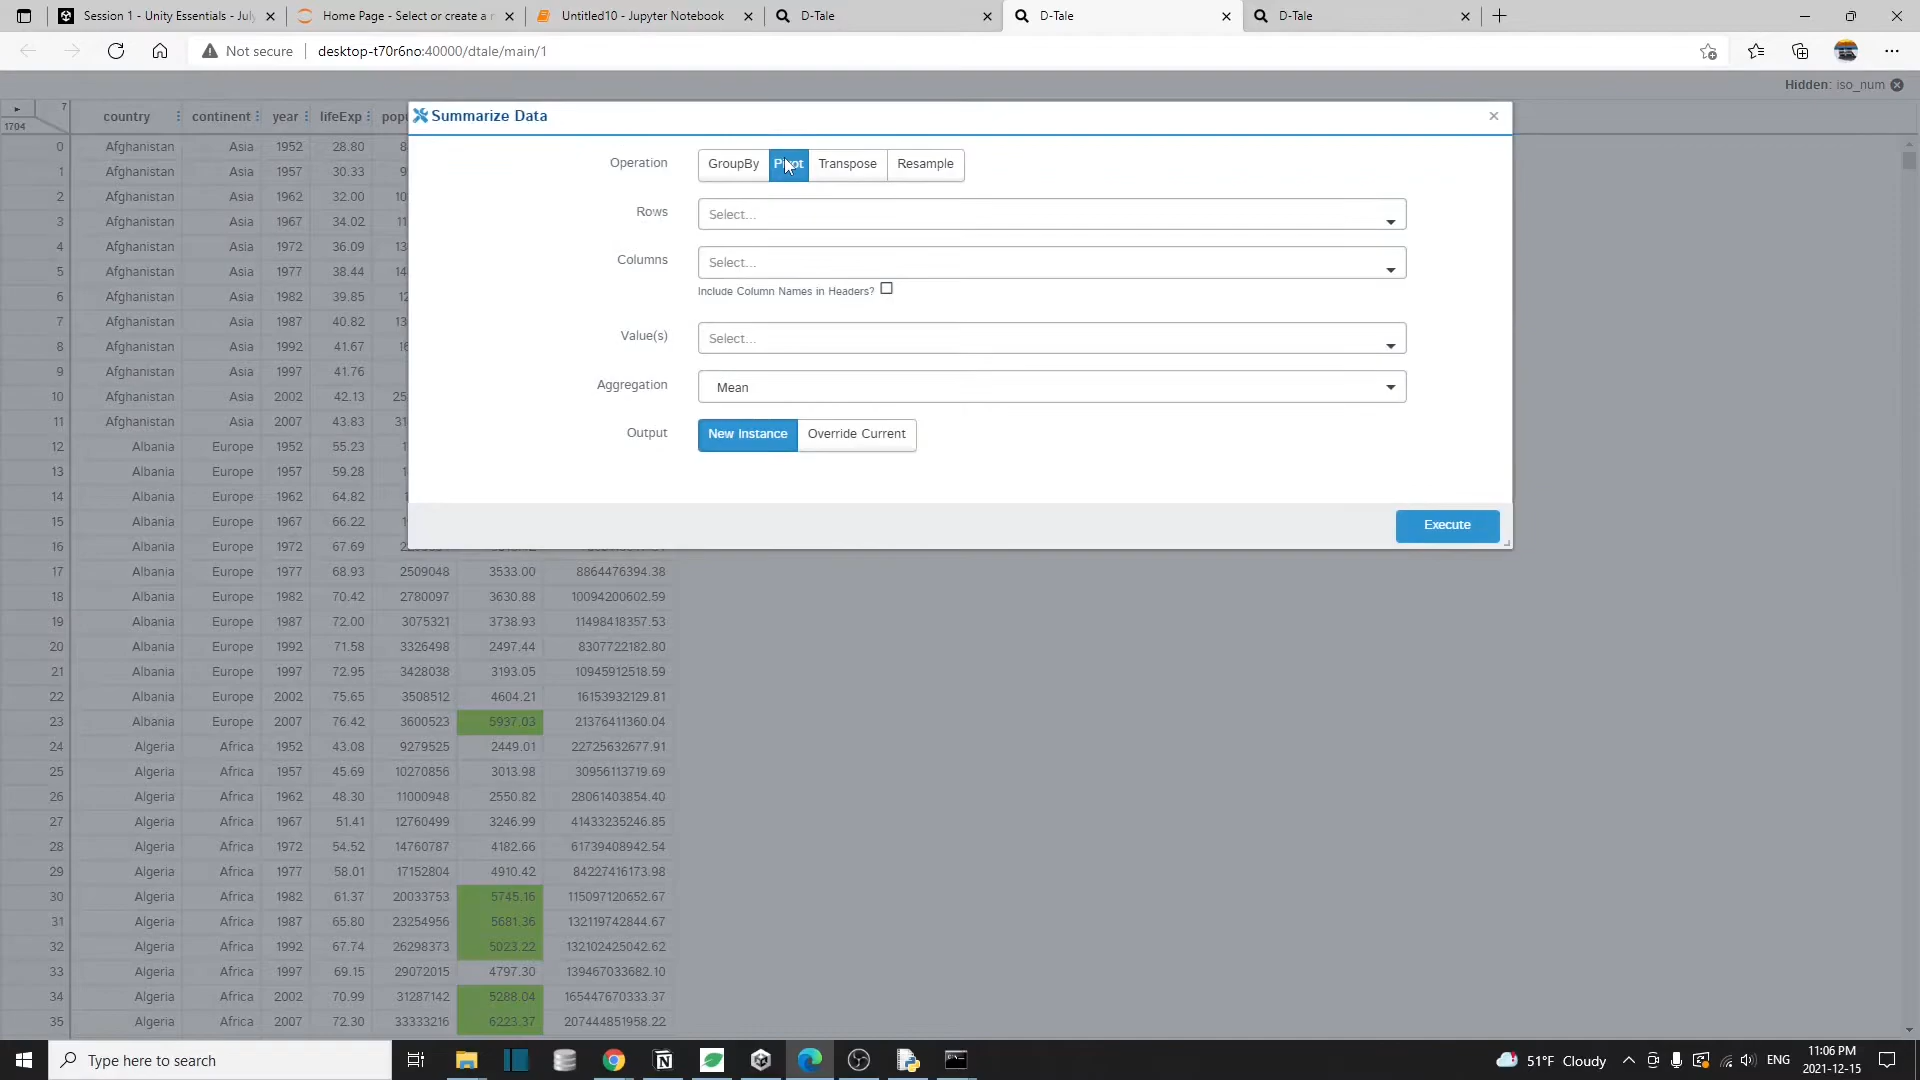 Session 1 - Unity Essentials - July
Home Page - Select or create a n
Untitled10 - Jupyter Notebook
D-Tale
D-Tale
D-Tale
Not secure
desktop-t70r6no:40000/dtale/main/1
Hidden: iso_num
7
1704
country continent year lifeExp popu
Summarize Data
Operation GroupBy Pivot Transpose Resample
Rows Select...
Columns Select...
Include Column Names in Headers?
Value(s) Select...
Aggregation Mean
Output New Instance Override Current
Execute
0 Afghanistan Asia 1952 28.80 8
1 Afghanistan Asia 1957 30.33 9
2 Afghanistan Asia 1962 32.00 10
3 Afghanistan Asia 1967 34.02 11
4 Afghanistan Asia 1972 36.09 13
5 Afghanistan Asia 1977 38.44 14
6 Afghanistan Asia 1982 39.85 12
7 Afghanistan Asia 1987 40.82 13
8 Afghanistan Asia 1992 41.67 16
9 Afghanistan Asia 1997 41.76
10 Afghanistan Asia 2002 42.13 25
11 Afghanistan Asia 2007 43.83 31
12 Albania Europe 1952 55.23 1
13 Albania Europe 1957 59.28
14 Albania Europe 1962 64.82
15 Albania Europe 1967 66.22
16 Albania Europe 1972 67.69
17 Albania Europe 1977 68.93 2509048 3533.00 8864476394.38
18 Albania Europe 1982 70.42 2780097 3630.88 10094200602.59
19 Albania Europe 1987 72.00 3075321 3738.93 11498418357.53
20 Albania Europe 1992 71.58 3326498 2497.44 8307722182.80
21 Albania Europe 1997 72.95 3428038 3193.05 10945912518.59
22 Albania Europe 2002 75.65 3508512 4604.21 16153932129.81
23 Albania Europe 2007 76.42 3600523 5937.03 21376411360.04
24 Algeria Africa 1952 43.08 9279525 2449.01 22725632677.91
25 Algeria Africa 1957 45.69 10270856 3013.98 30956113719.69
26 Algeria Africa 1962 48.30 11000948 2550.82 28061403854.40
27 Algeria Africa 1967 51.41 12760499 3246.99 41433235246.85
28 Algeria Africa 1972 54.52 14760787 4182.66 61739408942.54
29 Algeria Africa 1977 58.01 17152804 4910.42 84227416173.98
30 Algeria Africa 1982 61.37 20033753 5745.16 115097120652.67
31 Algeria Africa 1987 65.80 23254956 5681.36 132119742844.67
32 Algeria Africa 1992 67.74 26298373 5023.22 132102425042.62
33 Algeria Africa 1997 69.15 29072015 4797.30 139467033682.10
34 Algeria Africa 2002 70.99 31287142 5288.04 165447670333.37
35 Algeria Africa 2007 72.30 33333216 6223.37 207444851958.22
Type here to search
51°F Cloudy
ENG
11:06 PM
2021-12-15